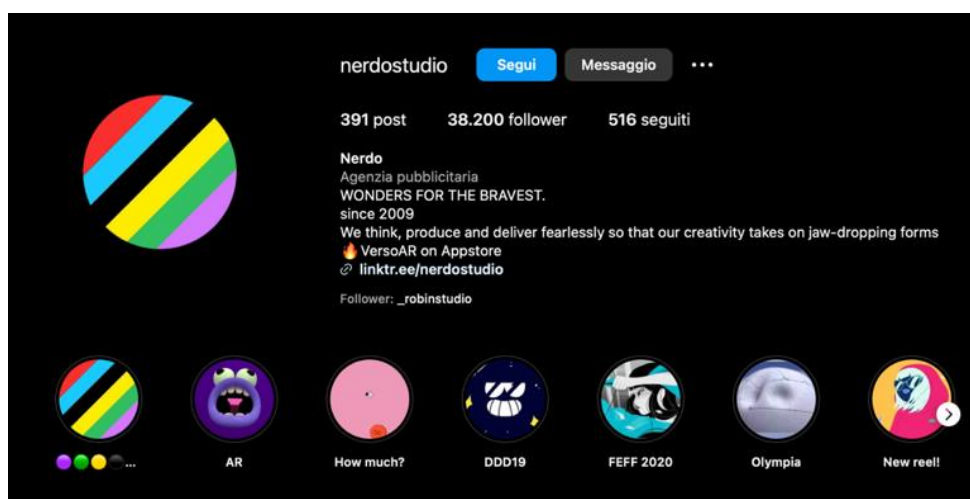 nerdostudio Segui Messaggio ...
391 post 38.200 follower 516 seguiti
Nerdo
Agenzia pubblicitaria
WONDERS FOR THE BRAVEST.
since 2009
We think, produce and deliver fearlessly so that our creativity takes on jaw-dropping forms
🔥VersoAR on Appstore
linktr.ee/nerdostudio
Follower: _robinstudio
🟣🟢🟡⚫... AR How much? DDD19 FEFF 2020 Olympia New reel!